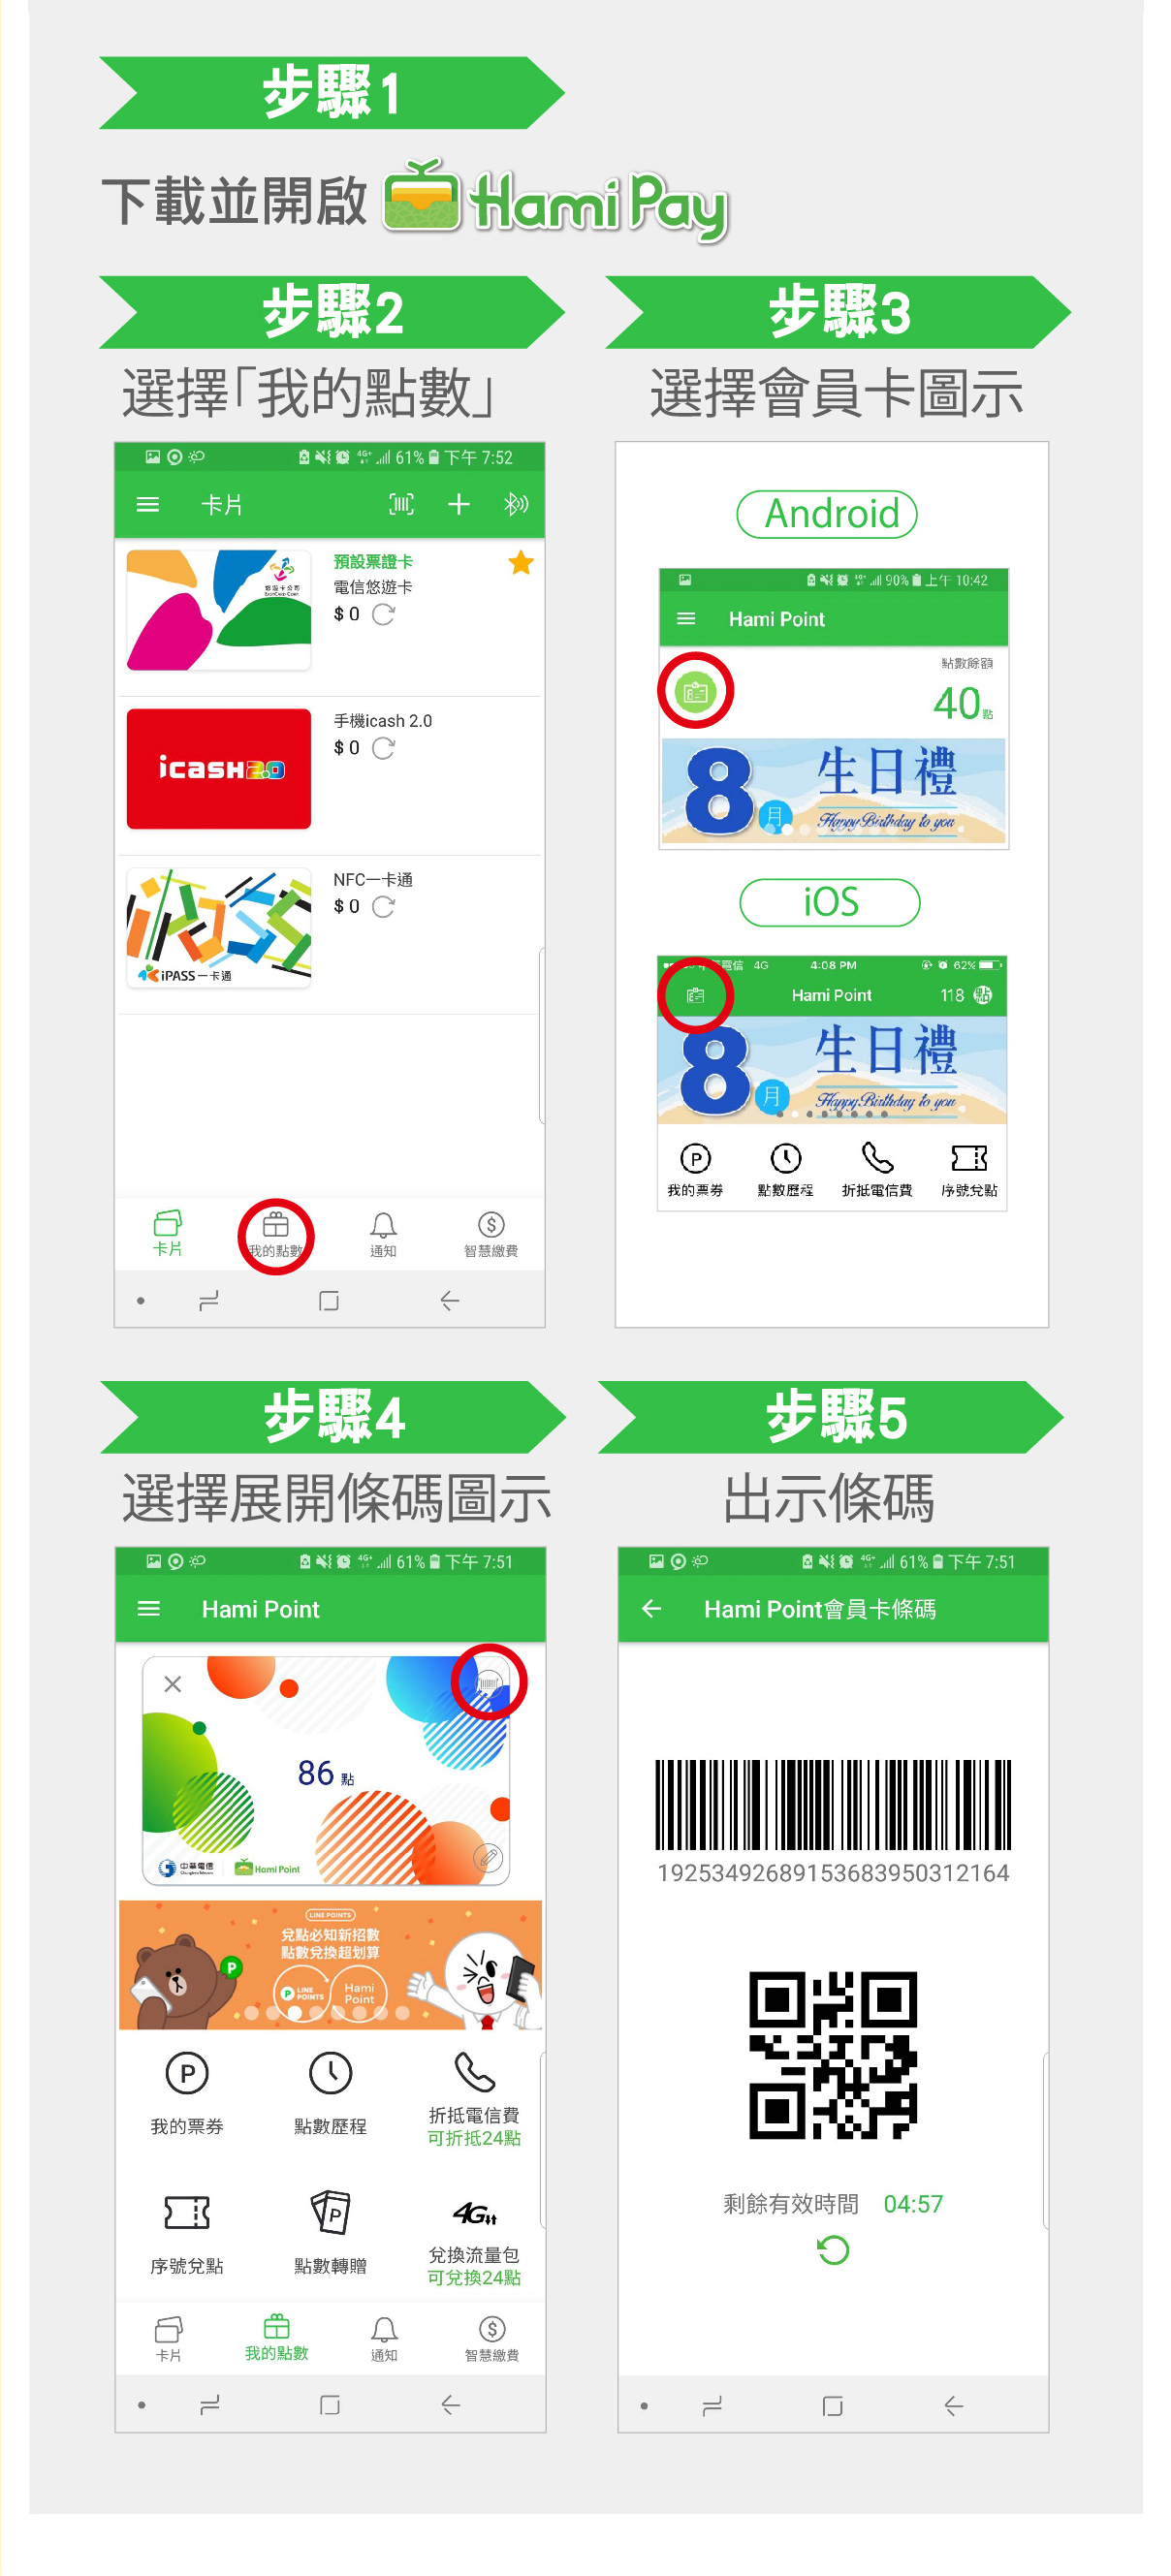 步驟1
下載並開啟 Hami Pay
步驟2
選擇「我的點數」
61% 下午 7:52
卡片
悠遊卡公司
EasyCard Corp.
預設票證卡
電信悠遊卡
$ 0
icash2.0
手機icash 2.0
$ 0
iPASS一卡通
NFC一卡通
$ 0
卡片 我的點數 通知 智慧繳費
步驟3
選擇會員卡圖示
Android
90% 上午 10:42
Hami Point
點數餘額
40點
8月 生日禮
Happy Birthday to you
iOS
電信 4G 4:08 PM 62%
Hami Point 118 點
8月 生日禮
Happy Birthday to you
我的票券 點數歷程 折抵電信費 序號兌點
步驟4
選擇展開條碼圖示
61% 下午 7:51
Hami Point
86 點
中華電信 Hami Point
LINE POINTS
兌點必知新招數
點數兌換超划算
LINE POINTS Hami Point
我的票券 點數歷程 折抵電信費
可折抵24點
4G
序號兌點 點數轉贈 兌換流量包
可兌換24點
卡片 我的點數 通知 智慧繳費
步驟5
出示條碼
61% 下午 7:51
Hami Point會員卡條碼
1925349268915368395031​2164
剩餘有效時間 04:57